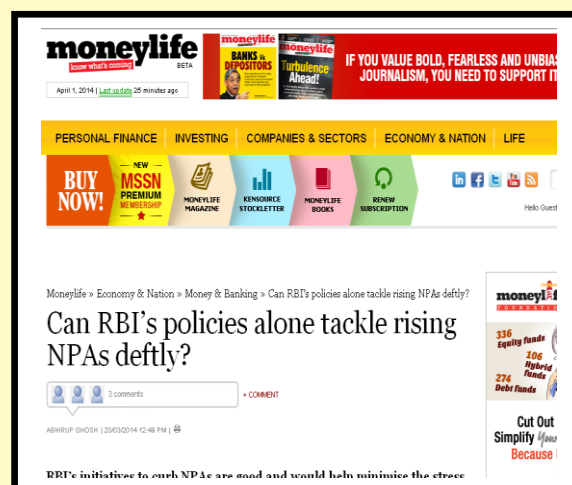 moneylife
know what's coming
BETA
April 1, 2014 | Last update 25 minutes ago
moneylife
BANKS vs DEPOSITORS
moneylife
Turbulence Ahead!
IF YOU VALUE BOLD, FEARLESS AND UNBIAS
JOURNALISM, YOU NEED TO SUPPORT IT
PERSONAL FINANCE INVESTING COMPANIES & SECTORS ECONOMY & NATION LIFE
BUY NOW!
NEW
MSSN
PREMIUM
MEMBERSHIP
MONEYLIFE
MAGAZINE
KENSOURCE
STOCKLETTER
MONEYLIFE
BOOKS
RENEW
SUBSCRIPTION
Hello Guest
Moneylife » Economy & Nation » Money & Banking » Can RBI's policies alone tackle rising NPAs deftly?
Can RBI's policies alone tackle rising
NPAs deftly?
3 comments
+ COMMENT
ABHIRUP GHOSH | 20/03/2014 12:49 PM |
RBI's initiatives to curb NPAs are good and would help minimise the stress
moneylif
FOUNDATIO
336
Equity funds
106
Hybrid
funds
274
Debt funds
Cut Out
Simplify Your
Because